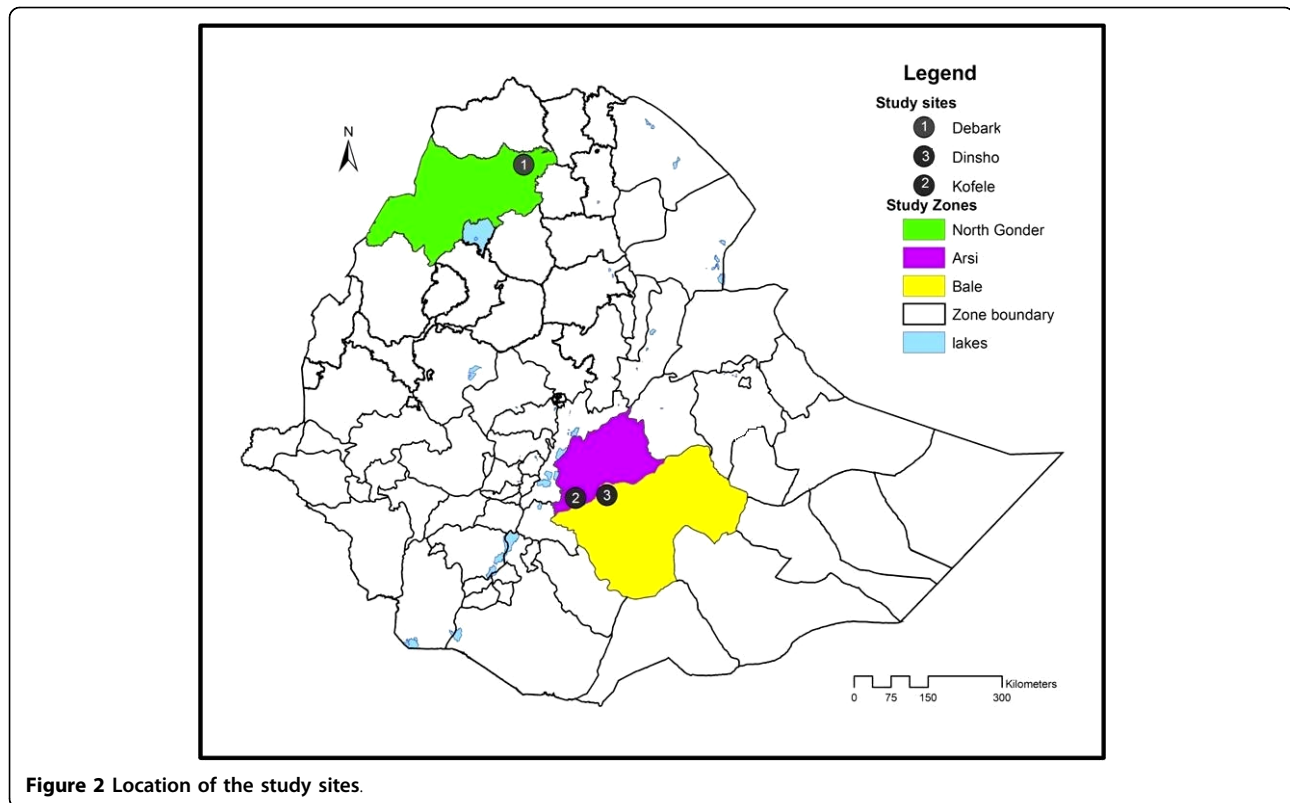 Legend
Study sites
1 Debark
3 Dinsho
2 Kofele
Study Zones
North Gonder
Arsi
Bale
Zone boundary
lakes
N
1
2 3
Kilometers
0 75 150 300
Figure 2 Location of the study sites.